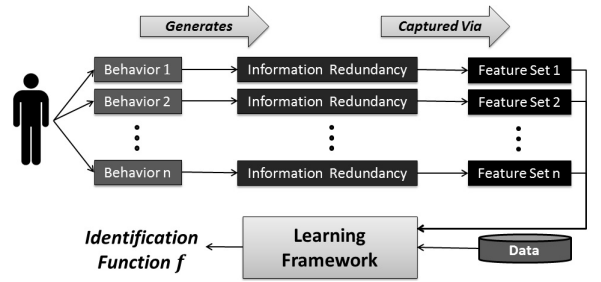 Generates
Captured Via
Behavior 1
Information Redundancy
Feature Set 1
Behavior 2
Information Redundancy
Feature Set 2
Behavior n
Information Redundancy
Feature Set n
Identification
Function f
Learning
Framework
Data